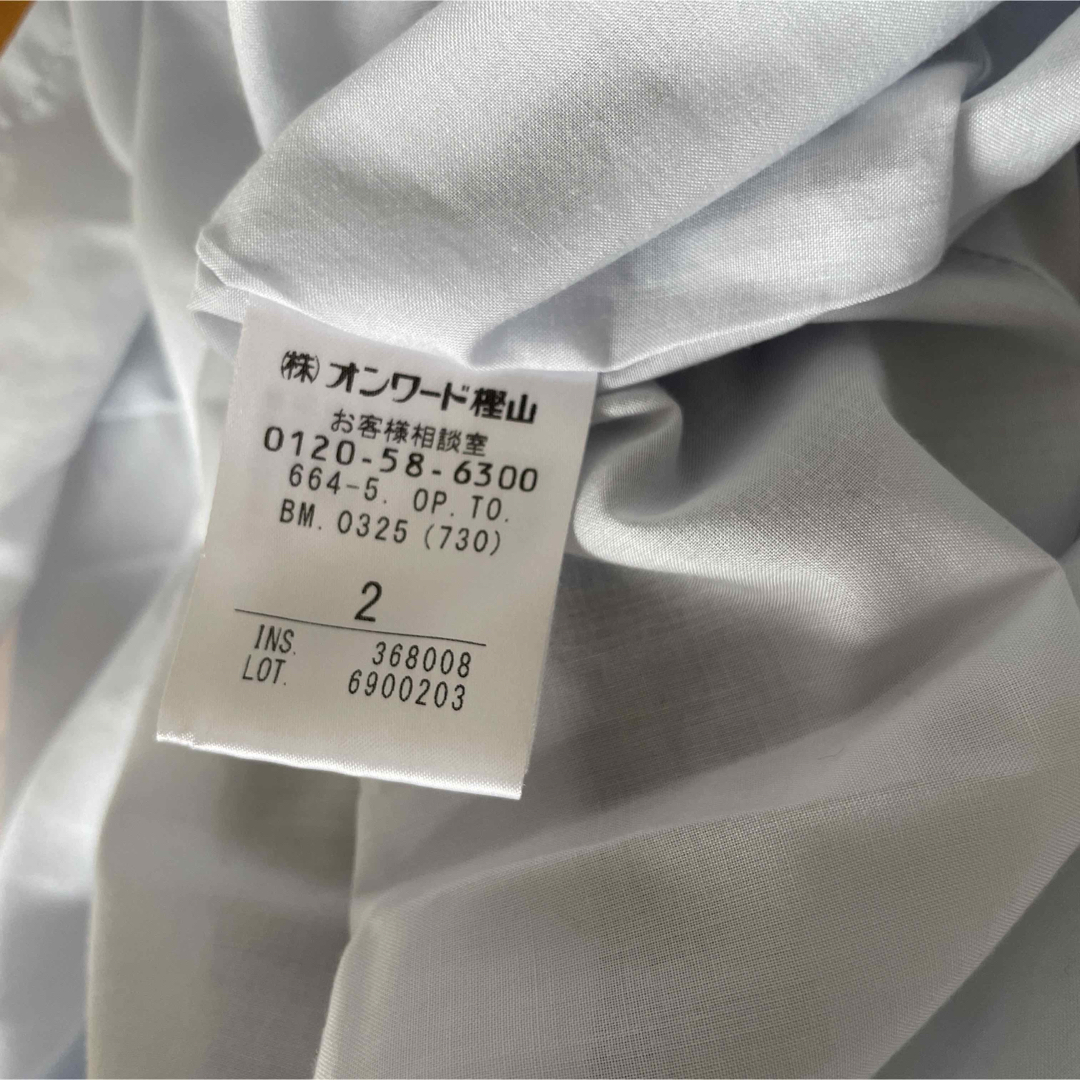 (株)オンワード樫山
お客様相談室
0120-58-6300
664-5. OP. TO.
BM. 0325 (730)
2
INS. 368008
LOT. 6900203